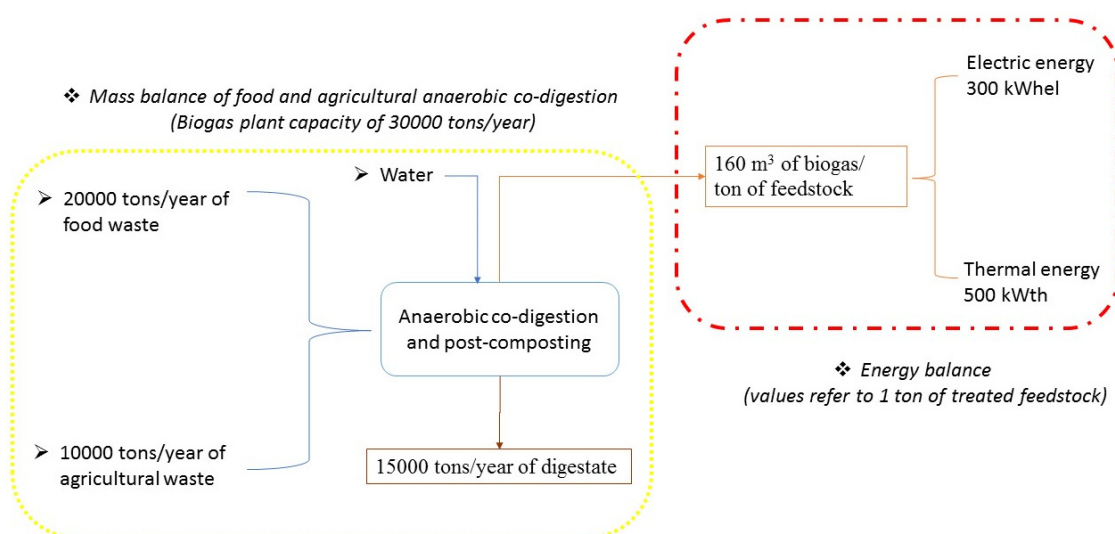 ❖ Mass balance of food and agricultural anaerobic co-digestion
(Biogas plant capacity of 30000 tons/year)
➢ 20000 tons/year of
food waste
➢ Water
Anaerobic co-digestion
and post-composting
➢ 10000 tons/year of
agricultural waste
15000 tons/year of digestate
160 m³ of biogas/
ton of feedstock
Electric energy
300 kWhel
Thermal energy
500 kWth
❖ Energy balance
(values refer to 1 ton of treated feedstock)